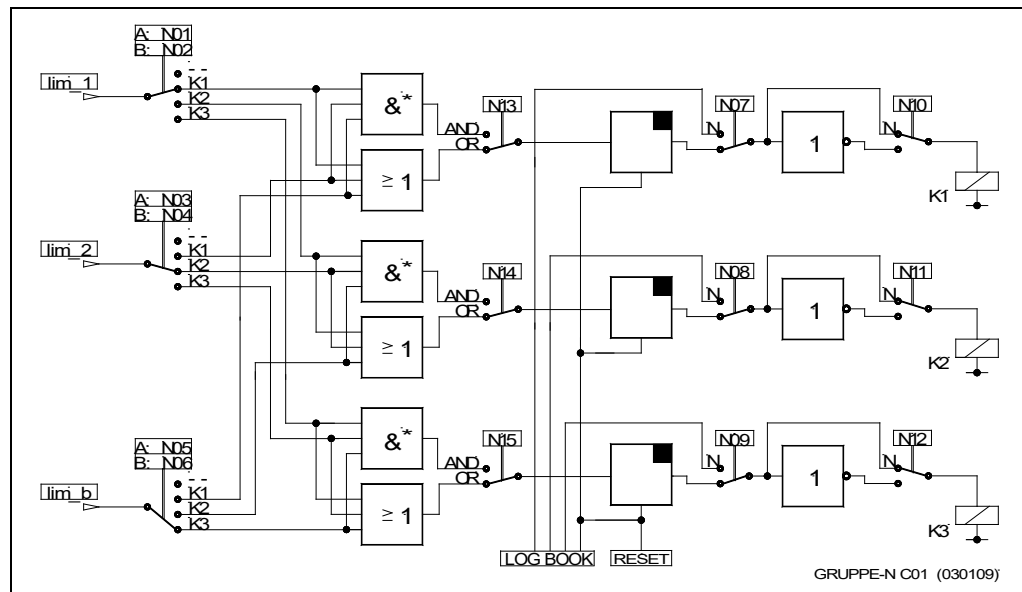 A: N01
B: N02
lim_1
--
K1
K2
K3
&*
≥ 1
AND
OR
N13
N07
N
1
N10
N
K1
A: N03
B: N04
lim_2
--
K1
K2
K3
&*
≥ 1
AND
OR
N14
N08
N
1
N11
N
K2
A: N05
B: N06
lim_b
--
K1
K2
K3
&*
≥ 1
AND
OR
N15
N09
N
1
N12
N
K3
LOG BOOK
RESET
GRUPPE-N C01 (030109)